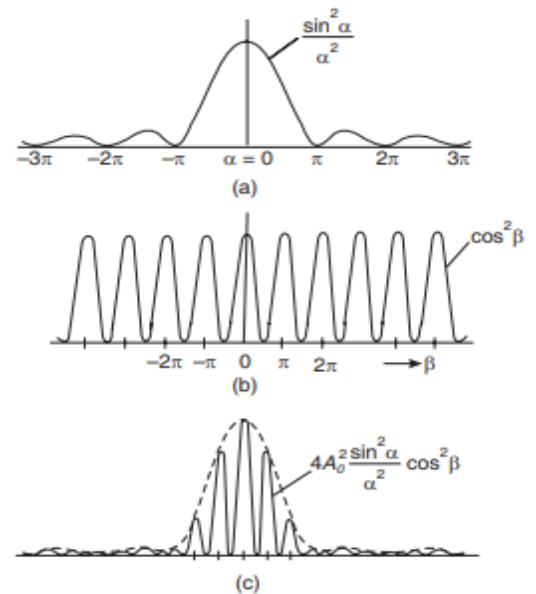 sin²α
α²
−3π −2π −π α = 0 π 2π 3π
(a)
cos²β
−2π −π 0 π 2π β
(b)
4A₀² sin²α cos²β
α²
(c)